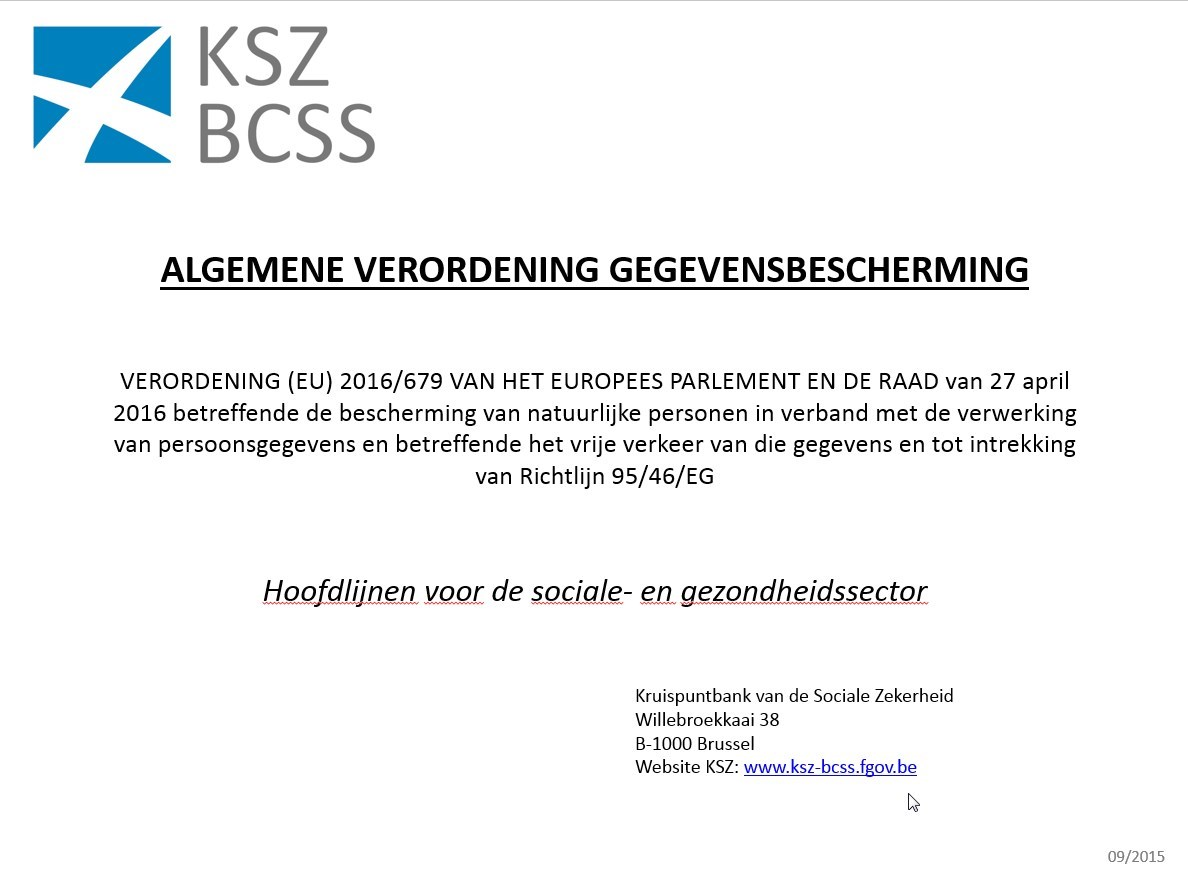 KSZ
BCSS
ALGEMENE VERORDENING GEGEVENSBESCHERMING
VERORDENING (EU) 2016/679 VAN HET EUROPEES PARLEMENT EN DE RAAD van 27 april
2016 betreffende de bescherming van natuurlijke personen in verband met de verwerking
van persoonsgegevens en betreffende het vrije verkeer van die gegevens en tot intrekking
van Richtlijn 95/46/EG
Hoofdlijnen voor de sociale- en gezondheidssector
Kruispuntbank van de Sociale Zekerheid
Willebroekkaai 38
B-1000 Brussel
Website KSZ: www.ksz-bcss.fgov.be
09/2015